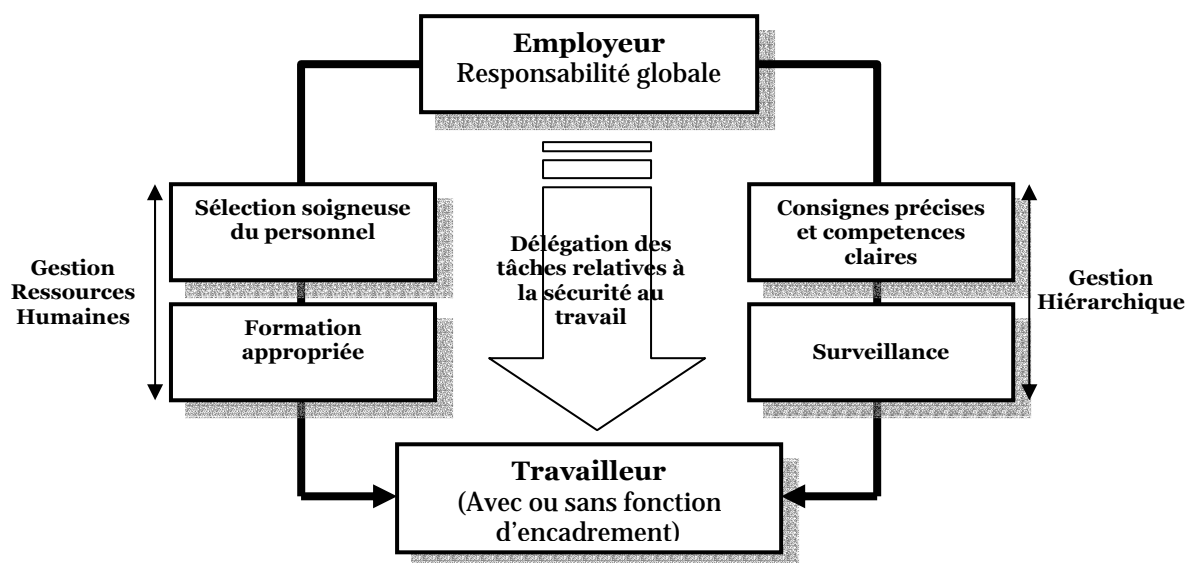 Employeur
Responsabilité globale
Sélection soigneuse
du personnel
Consignes précises
et competences
claires
Délégation des
tâches relatives à
la sécurité au
travail
Gestion
Ressources
Humaines
Gestion
Hiérarchique
Formation
appropriée
Surveillance
Travailleur
(Avec ou sans fonction
d'encadrement)